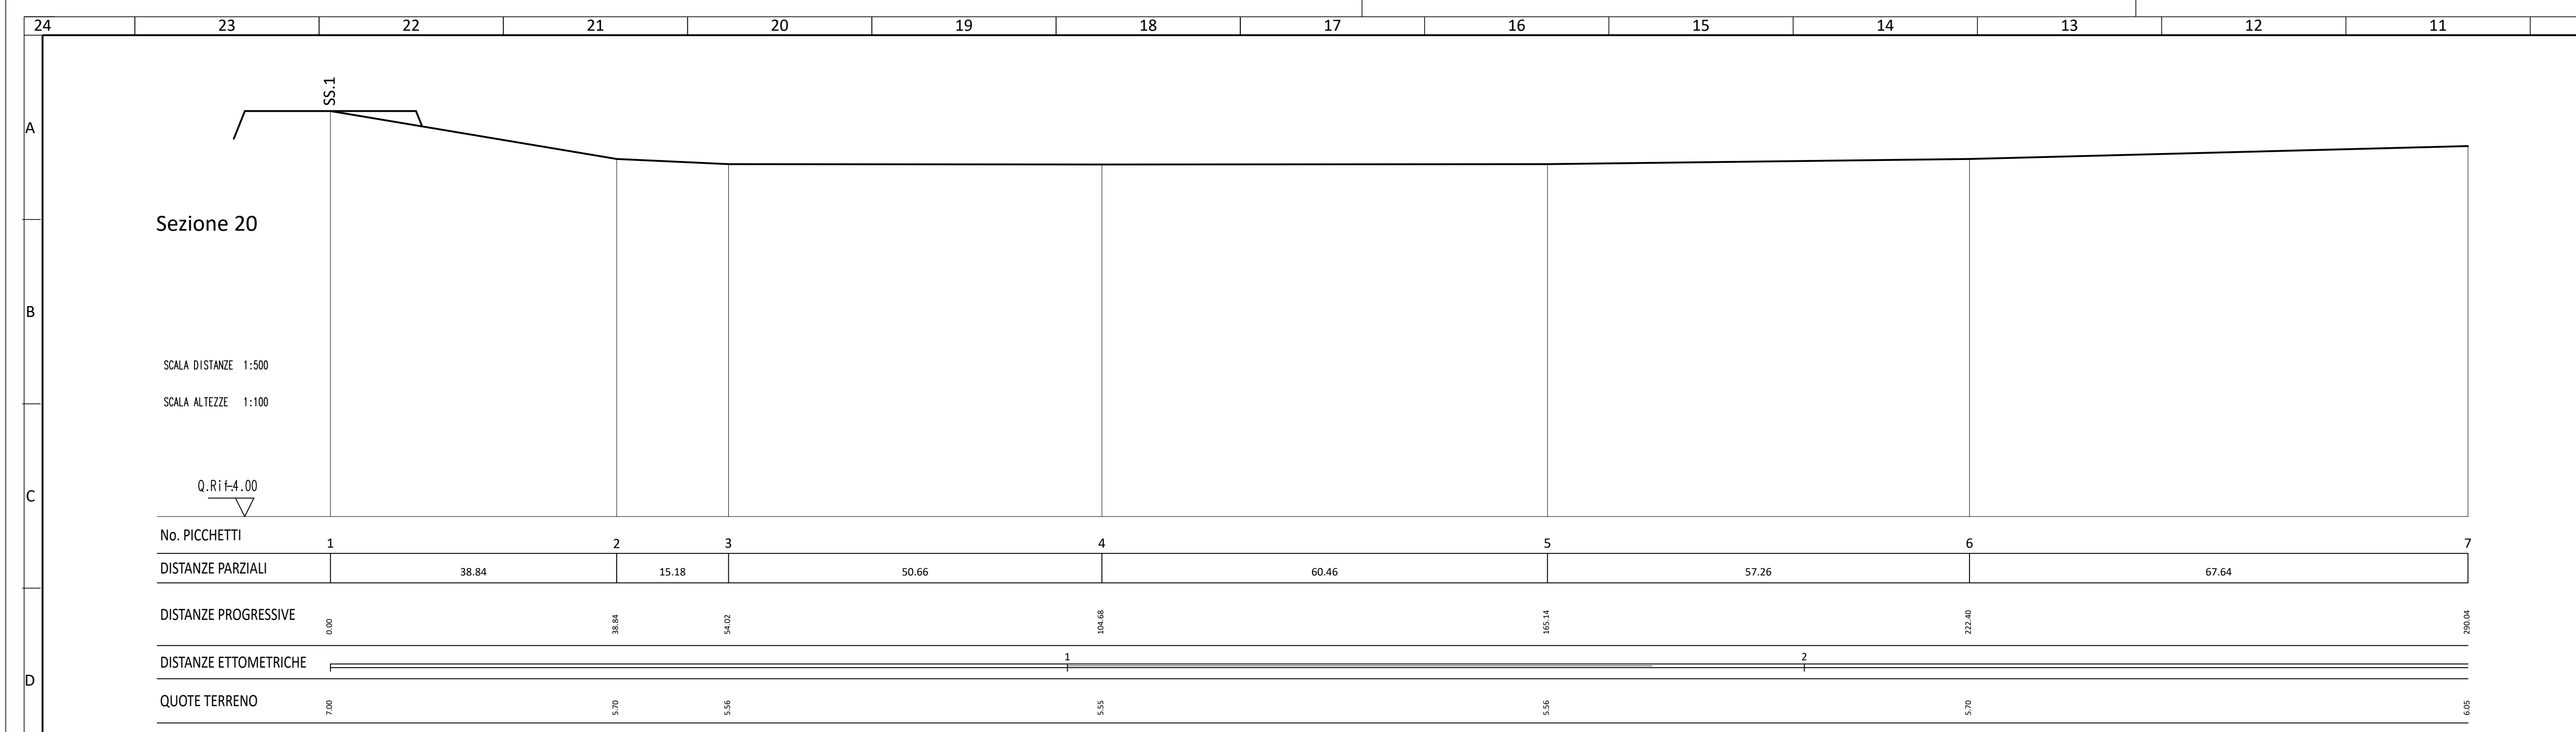 24 23 22 21 20 19 18 17 16 15 14 13 12 11
SS.1
A
Sezione 20
B
SCALA DISTANZE 1:500
SCALA ALTEZZE 1:100
Q.Rif-4.00
C
No. PICCHETTI 1 2 3 4 5 6 7
DISTANZE PARZIALI 38.84 15.18 50.66 60.46 57.26 67.64
DISTANZE PROGRESSIVE 0.00 38.84 54.02 104.68 165.14 222.40 290.04
DISTANZE ETTOMETRICHE 1 2
D
QUOTE TERRENO 7.00 5.70 5.56 5.55 5.56 5.70 6.05